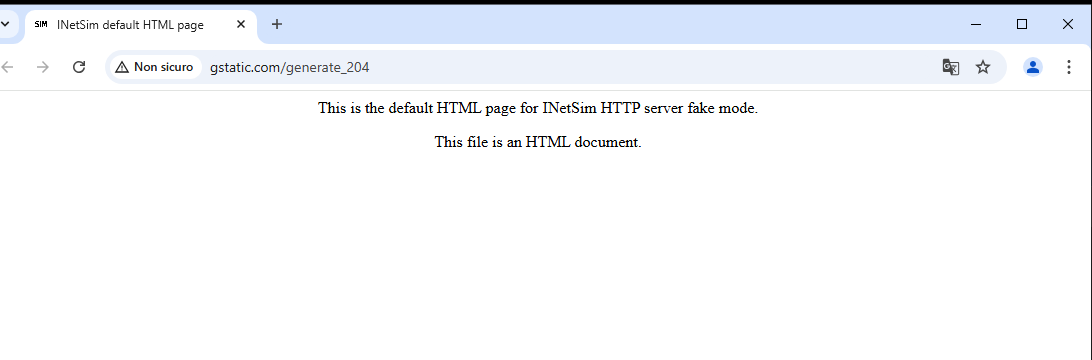 SIM INetSim default HTML page
Non sicuro gstatic.com/generate_204
This is the default HTML page for INetSim HTTP server fake mode.
This file is an HTML document.